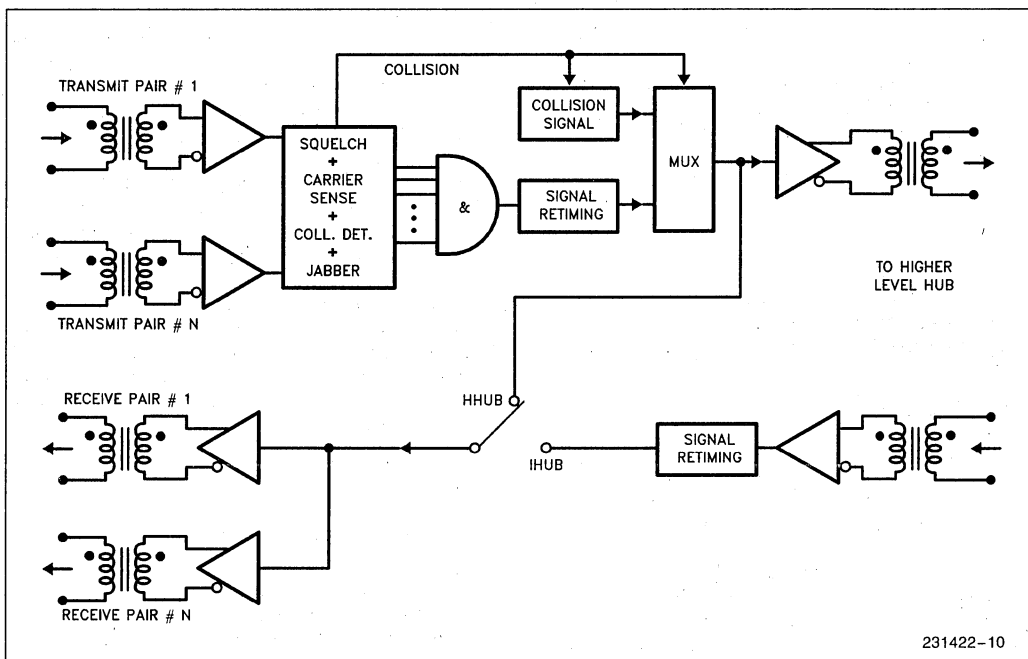 COLLISION
TRANSMIT PAIR # 1
COLLISION
SIGNAL
SQUELCH
+
CARRIER
SENSE
+
COLL. DET.
+
JABBER
&
SIGNAL
RETIMING
MUX
TO HIGHER
LEVEL HUB
TRANSMIT PAIR # N
RECEIVE PAIR # 1
HHUB
IHUB
SIGNAL
RETIMING
RECEIVE PAIR # N
231422-10